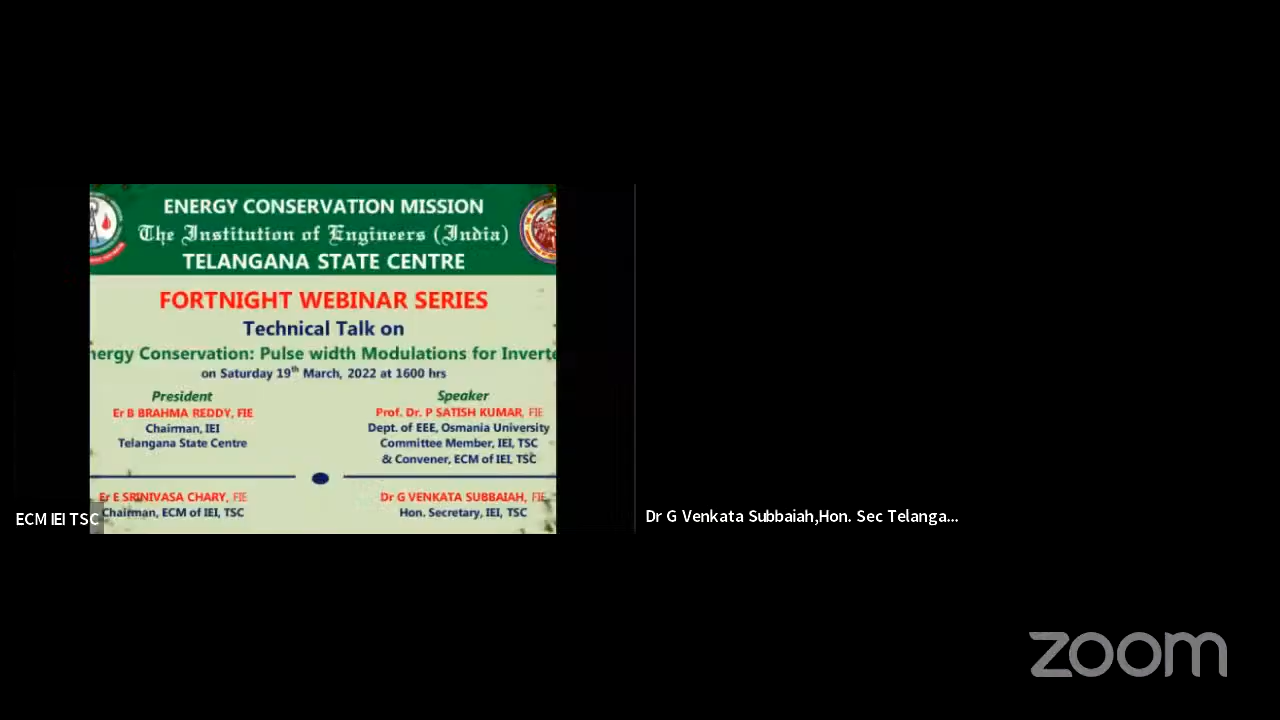 ENERGY CONSERVATION MISSION
The Institution of Engineers (India)
TELANGANA STATE CENTRE
FORTNIGHT WEBINAR SERIES
Technical Talk on
nergy Conservation: Pulse width Modulations for Inverte
on Saturday 19th March, 2022 at 1600 hrs
President
Er B BRAHMA REDDY, FIE
Chairman, IEI
Telangana State Centre
Speaker
Prof. Dr. P SATISH KUMAR, FIE
Dept. of EEE, Osmania University
Committee Member, IEI, TSC
& Convener, ECM of IEI, TSC
Er E SRINIVASA CHARY, FIE
Chairman, ECM of IEI, TSC
Dr G VENKATA SUBBAIAH, FIE
Hon. Secretary, IEI, TSC
ECM IEI TSC
Dr G Venkata Subbaiah,Hon. Sec Telanga...
zoom